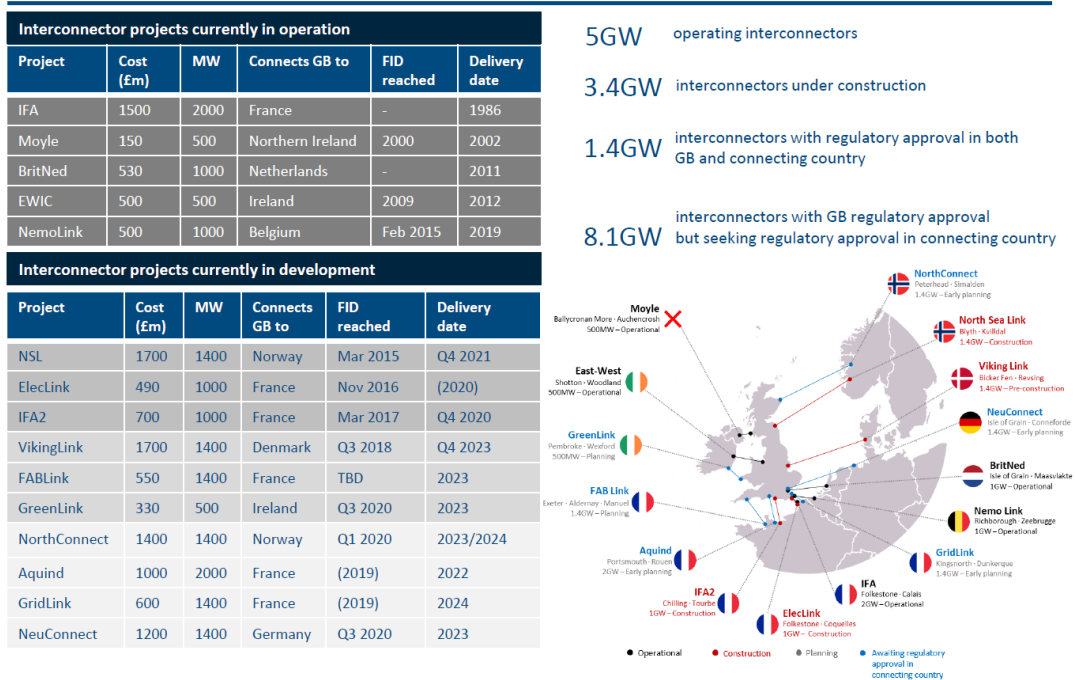 Interconnector projects currently in operation
Project Cost (£m) MW Connects GB to FID reached Delivery date
IFA 1500 2000 France - 1986
Moyle 150 500 Northern Ireland 2000 2002
BritNed 530 1000 Netherlands - 2011
EWIC 500 500 Ireland 2009 2012
NemoLink 500 1000 Belgium Feb 2015 2019
Interconnector projects currently in development
Project Cost (£m) MW Connects GB to FID reached Delivery date
NSL 1700 1400 Norway Mar 2015 Q4 2021
ElecLink 490 1000 France Nov 2016 (2020)
IFA2 700 1000 France Mar 2017 Q4 2020
VikingLink 1700 1400 Denmark Q3 2018 Q4 2023
FABLink 550 1400 France TBD 2023
GreenLink 330 500 Ireland Q3 2020 2023
NorthConnect 1400 1400 Norway Q1 2020 2023/2024
Aquind 1000 2000 France (2019) 2022
GridLink 600 1400 France (2019) 2024
NeuConnect 1200 1400 Germany Q3 2020 2023
5GW operating interconnectors
3.4GW interconnectors under construction
1.4GW interconnectors with regulatory approval in both
GB and connecting country
8.1GW interconnectors with GB regulatory approval
but seeking regulatory approval in connecting country
NorthConnect
Peterhead · Simalden
1.4GW – Early planning
Moyle
Ballycronan More · Auchencrosh
500MW – Operational
North Sea Link
Blyth · Kvilldal
1.4GW – Construction
East-West
Shotton · Woodland
500MW – Operational
Viking Link
Bicker Fen · Revsing
1.4GW – Pre-construction
NeuConnect
Isle of Grain · Conneforde
1.4GW – Early planning
GreenLink
Pembroke · Wexford
500MW – Planning
BritNed
Isle of Grain · Maasvlakte
1GW – Operational
FAB Link
Exeter · Alderney · Manuel
1.4GW – Planning
Nemo Link
Richborough · Zeebrugge
1GW – Operational
Aquind
Portsmouth · Rouen
2GW – Early planning
GridLink
Kingsnorth · Dunkerque
1.4GW – Early planning
IFA2
Chilling · Tourbe
1GW – Construction
IFA
Folkestone · Calais
2GW – Operational
ElecLink
Folkestone · Coquelles
1GW – Construction
Operational Construction Planning Awaiting regulatory
approval in
connecting country